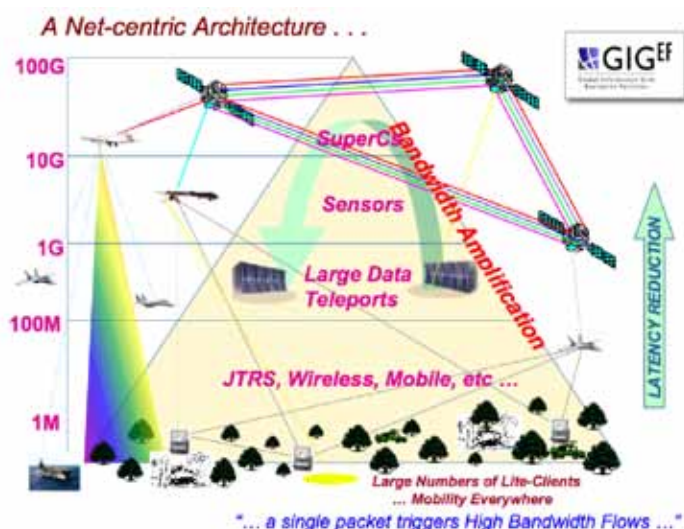 A Net-centric Architecture . . .
GIG EF
100G
SuperCS
10G
Sensors
Bandwidth Amplification
1G
Large Data
Teleports
LATENCY REDUCTION
100M
JTRS, Wireless, Mobile, etc ...
1M
Large Numbers of Lite-Clients
... Mobility Everywhere
"... a single packet triggers High Bandwidth Flows ..."